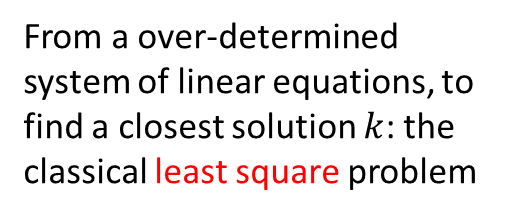 From a over-determined
system of linear equations, to
find a closest solution k: the
classical least square problem